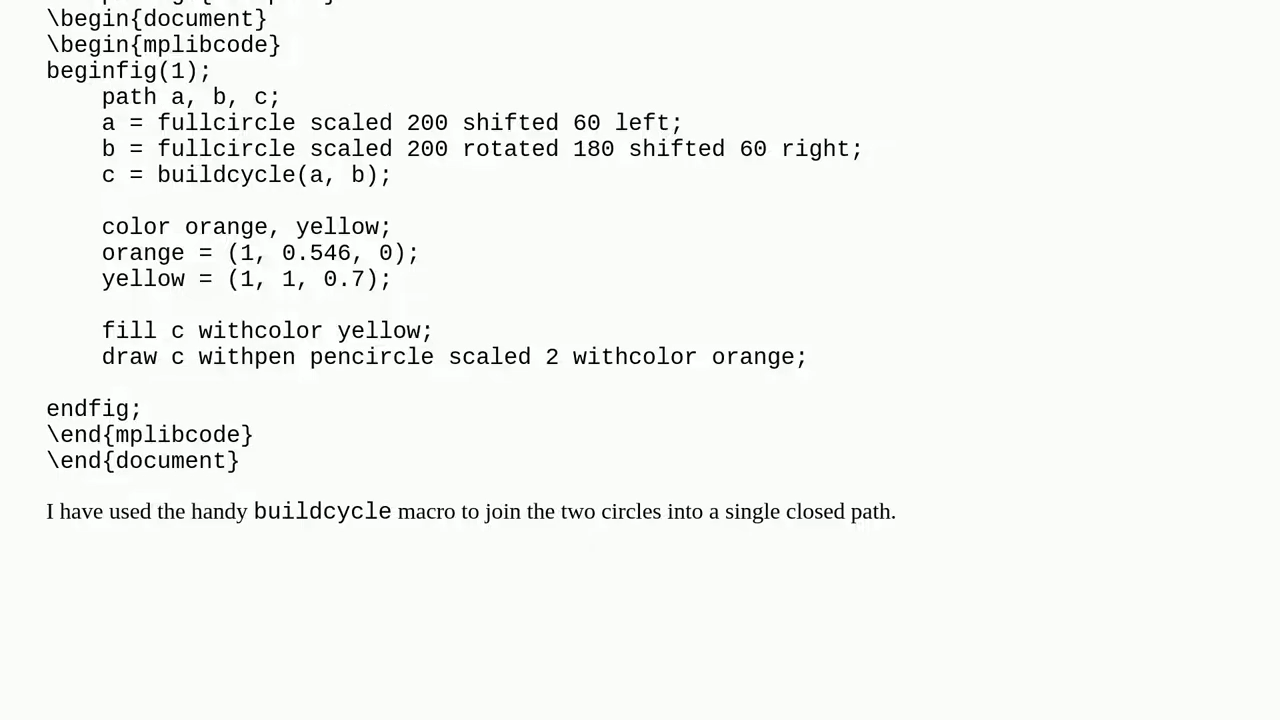 \begin{document}
\begin{mplibcode}
beginfig(1);
    path a, b, c;
    a = fullcircle scaled 200 shifted 60 left;
    b = fullcircle scaled 200 rotated 180 shifted 60 right;
    c = buildcycle(a, b);

    color orange, yellow;
    orange = (1, 0.546, 0);
    yellow = (1, 1, 0.7);

    fill c withcolor yellow;
    draw c withpen pencircle scaled 2 withcolor orange;

endfig;
\end{mplibcode}
\end{document}

I have used the handy buildcycle macro to join the two circles into a single closed path.